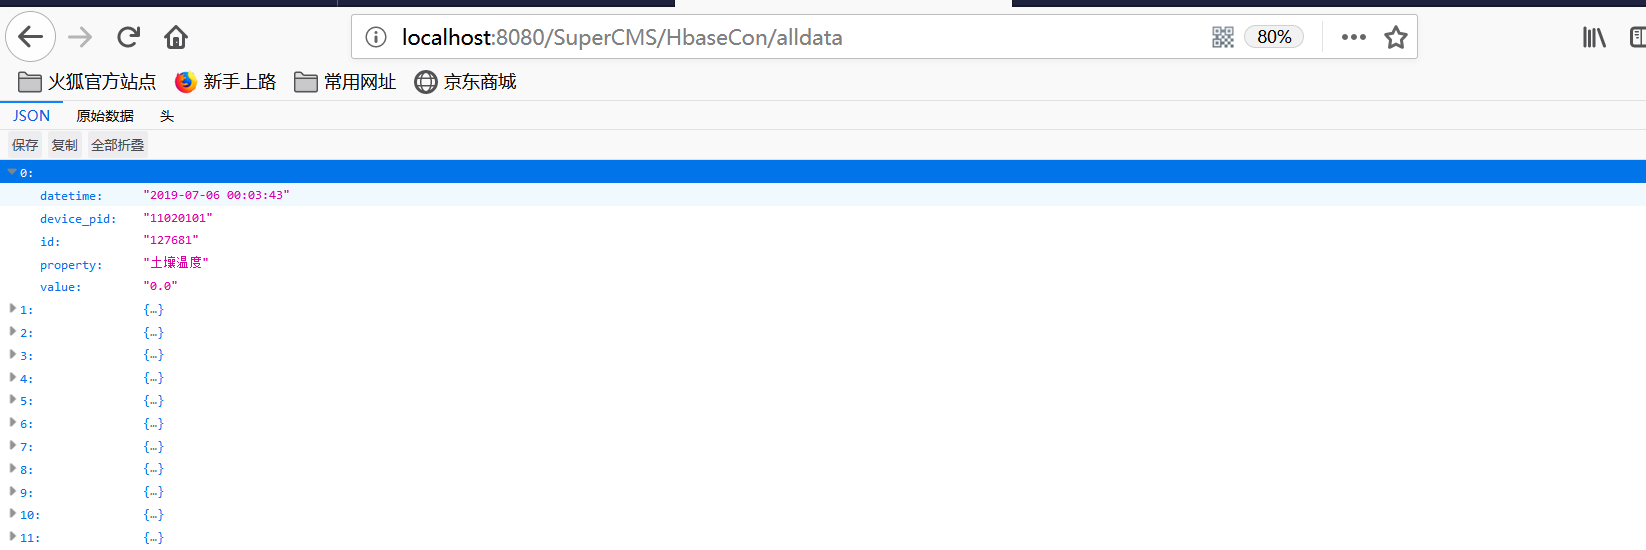 localhost:8080/SuperCMS/HbaseCon/alldata 80%
火狐官方站点 新手上路 常用网址 京东商城
JSON 原始数据 头
保存 复制 全部折叠
0:
datetime: "2019-07-06 00:03:43"
device_pid: "11020101"
id: "127681"
property: "土壤温度"
value: "0.0"
1: {…}
2: {…}
3: {…}
4: {…}
5: {…}
6: {…}
7: {…}
8: {…}
9: {…}
10: {…}
11: {…}